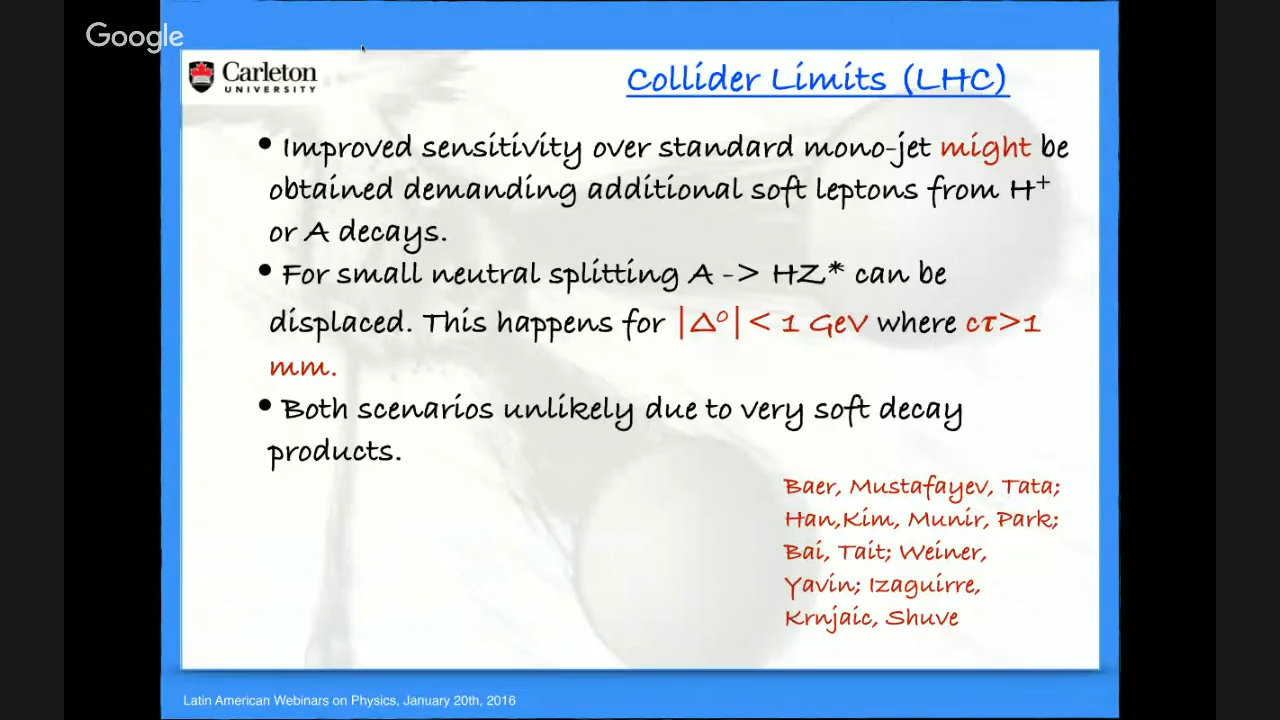 Google
Carleton
UNIVERSITY
Collider Limits (LHC)
• Improved sensitivity over standard mono-jet might be
obtained demanding additional soft leptons from H⁺
or A decays.
• For small neutral splitting A -> HZ* can be
displaced. This happens for |Δ⁰| < 1 GeV where cτ>1
mm.
• Both scenarios unlikely due to very soft decay
products.
Baer, Mustafayev, Tata;
Han,Kim, Munir, Park;
Bai, Tait; Weiner,
Yavin; Izaguirre,
Krnjaic, Shuve
Latin American Webinars on Physics, January 20th, 2016